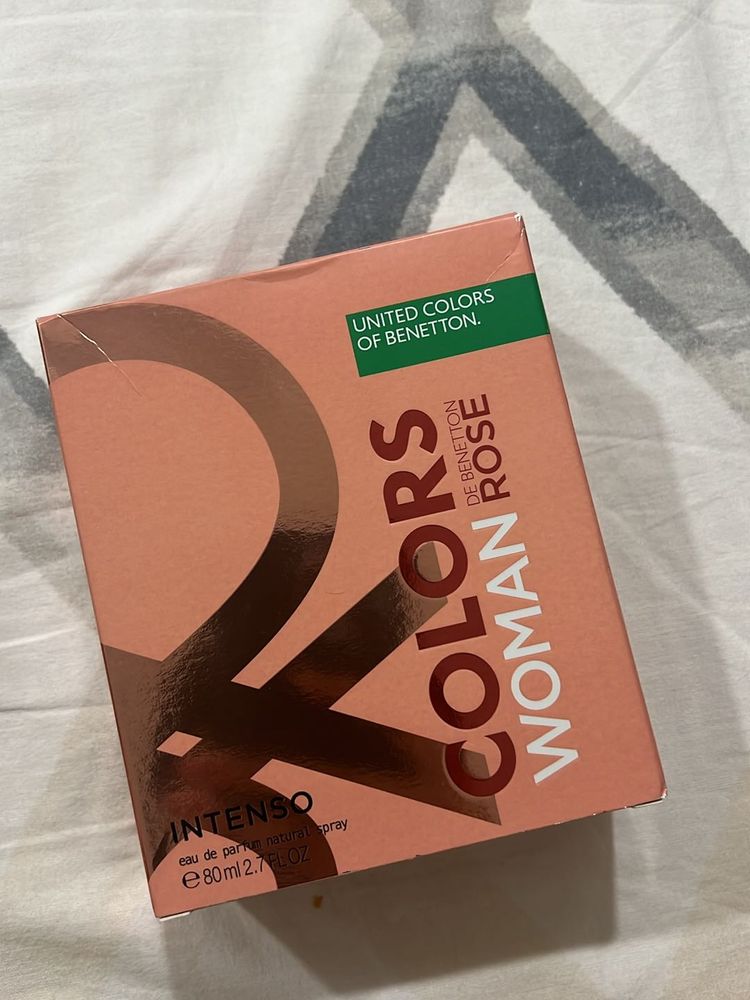 UNITED COLORS
OF BENETTON.
COLORS
DE BENETTON
ROSE
WOMAN
INTENSO
eau de parfum natural spray
℮80ml 2.7 FL OZ